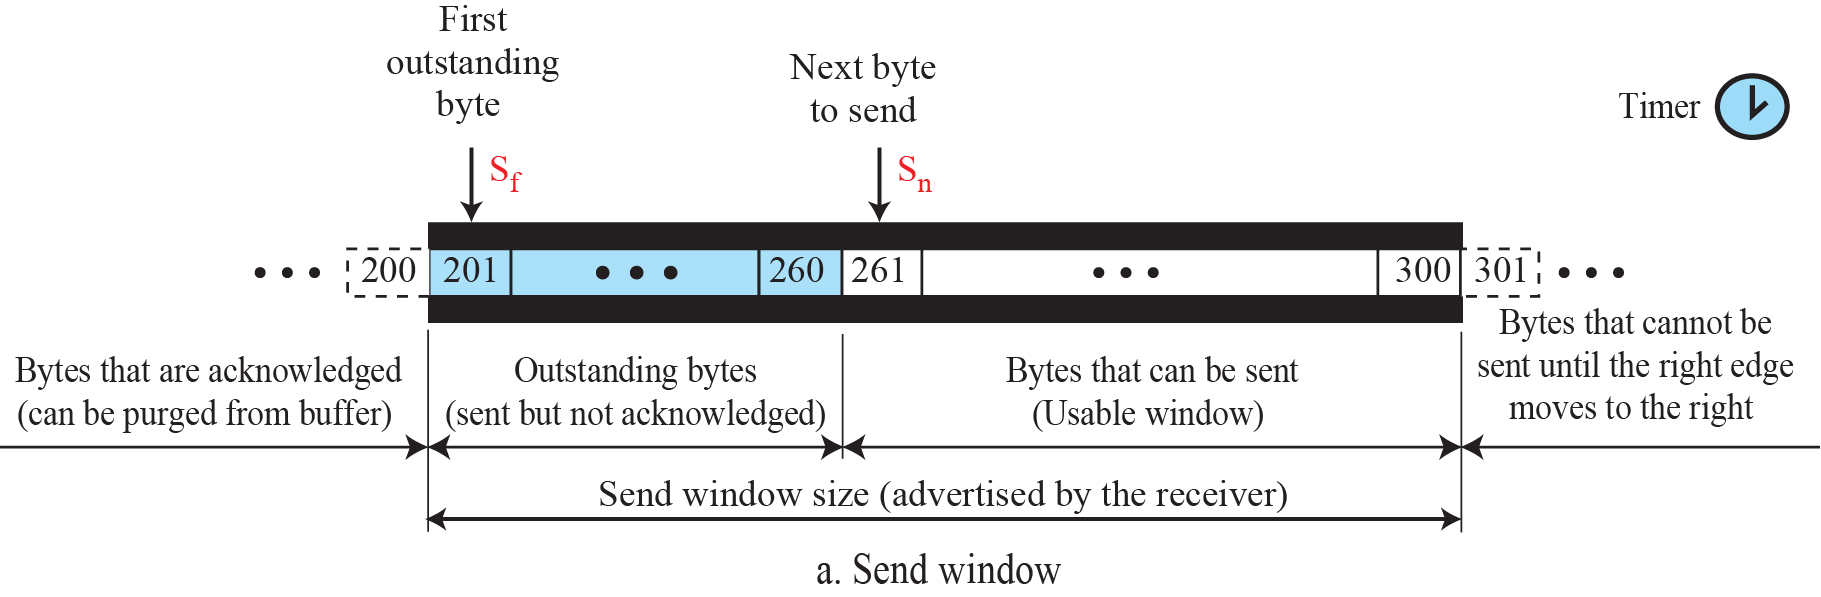 First
outstanding
byte
Next byte
to send
Timer
Sf
Sn
••• 200 201 ••• 260 261 ••• 300 301 •••
Bytes that are acknowledged
(can be purged from buffer)
Outstanding bytes
(sent but not acknowledged)
Bytes that can be sent
(Usable window)
Bytes that cannot be
sent until the right edge
moves to the right
Send window size (advertised by the receiver)
a. Send window